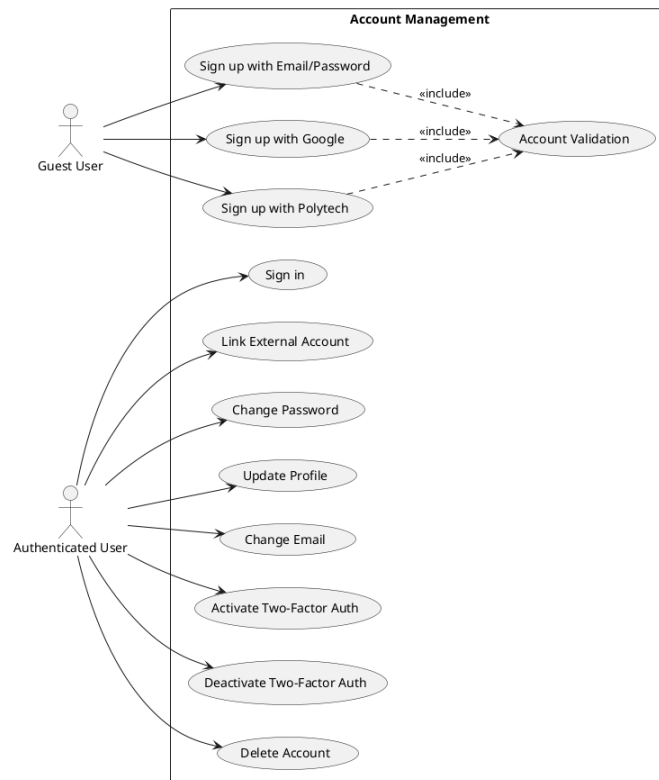 Account Management
Sign up with Email/Password
«include»
Guest User
Sign up with Google
«include»
Account Validation
«include»
Sign up with Polytech
Sign in
Link External Account
Change Password
Update Profile
Authenticated User
Change Email
Activate Two-Factor Auth
Deactivate Two-Factor Auth
Delete Account